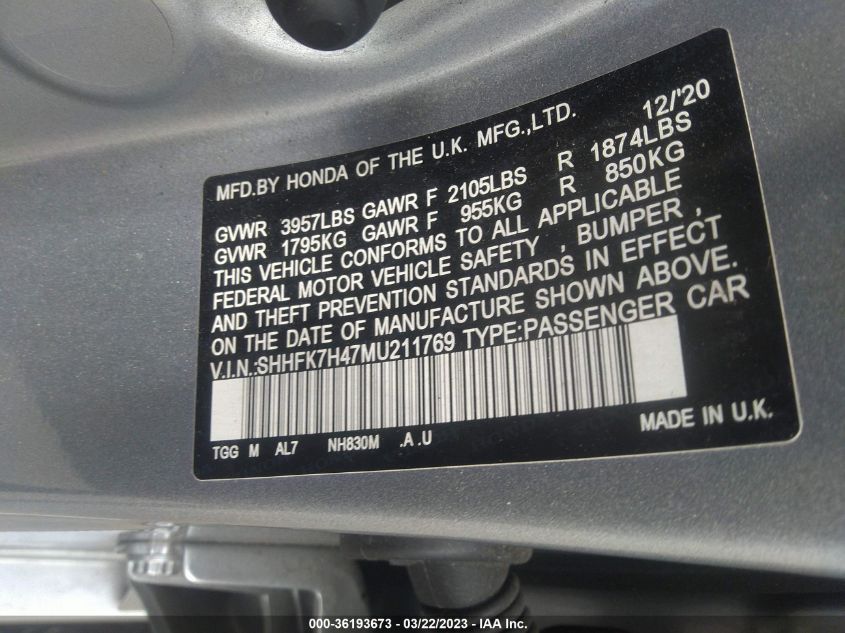 MFD.BY HONDA OF THE U.K. MFG.,LTD. 12/'20
GVWR 3957LBS GAWR F 2105LBS R 1874LBS
GVWR 1795KG GAWR F 955KG R 850KG
THIS VEHICLE CONFORMS TO ALL APPLICABLE
FEDERAL MOTOR VEHICLE SAFETY , BUMPER ,
AND THEFT PREVENTION STANDARDS IN EFFECT
ON THE DATE OF MANUFACTURE SHOWN ABOVE.
V.I.N.:SHHFK7H47MU211769 TYPE:PASSENGER CAR
TGG M AL7 NH830M .A .U MADE IN U.K.
000-36193673 - 03/22/2023 - IAA Inc.